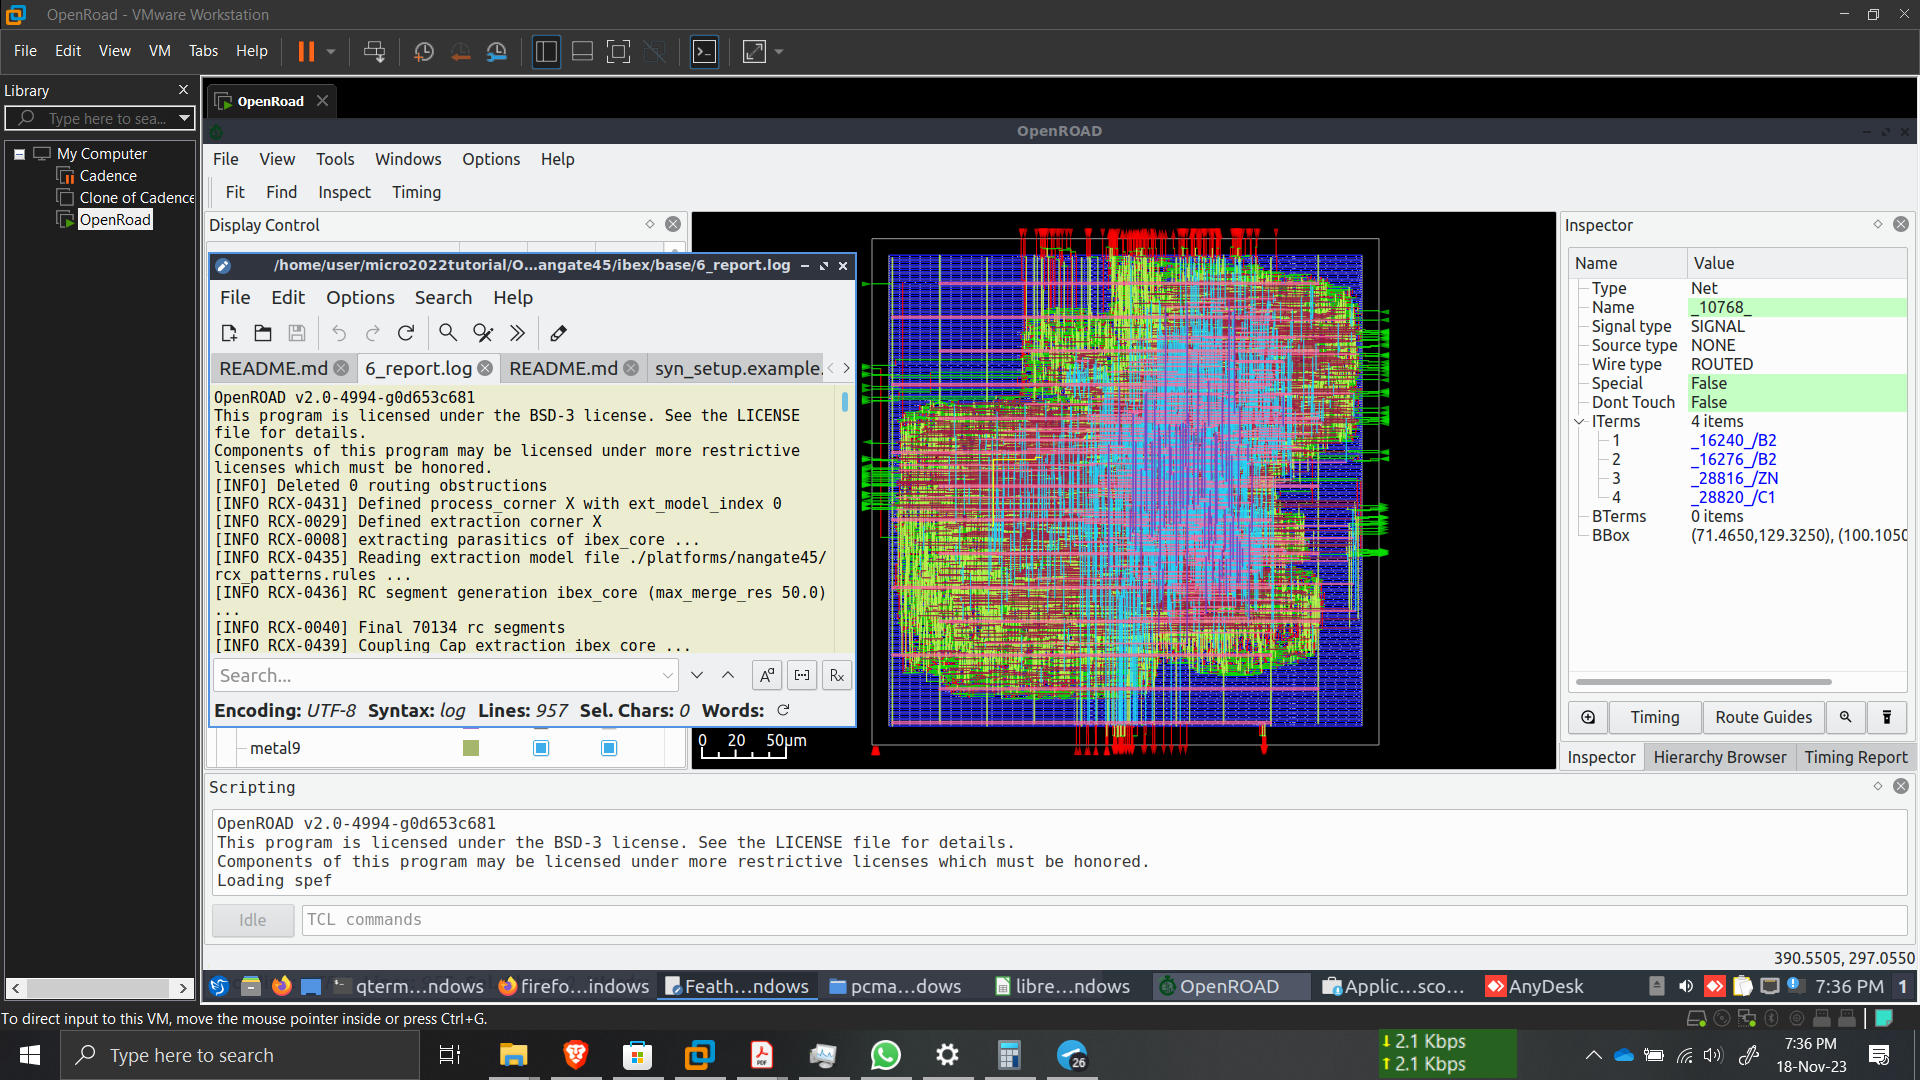 OpenRoad - VMware Workstation
File Edit View VM Tabs Help
Library
Type here to sea...
My Computer
Cadence
Clone of Cadence
OpenRoad
OpenRoad
OpenROAD
File View Tools Windows Options Help
Fit Find Inspect Timing
Display Control
/home/user/micro2022tutorial/O...angate45/ibex/base/6_report.log
File Edit Options Search Help
README.md 6_report.log README.md syn_setup.example.
OpenROAD v2.0-4994-g0d653c681
This program is licensed under the BSD-3 license. See the LICENSE
file for details.
Components of this program may be licensed under more restrictive
licenses which must be honored.
[INFO] Deleted 0 routing obstructions
[INFO RCX-0431] Defined process_corner X with ext_model_index 0
[INFO RCX-0029] Defined extraction corner X
[INFO RCX-0008] extracting parasitics of ibex_core ...
[INFO RCX-0435] Reading extraction model file ./platforms/nangate45/
rcx_patterns.rules ...
[INFO RCX-0436] RC segment generation ibex_core (max_merge_res 50.0)
...
[INFO RCX-0040] Final 70134 rc segments
[INFO RCX-0439] Coupling Cap extraction ibex_core ...
Search...
Encoding: UTF-8 Syntax: log Lines: 957 Sel. Chars: 0 Words:
metal9
0 20 50µm
Inspector
Name Value
Type Net
Name _10768_
Signal type SIGNAL
Source type NONE
Wire type ROUTED
Special False
Dont Touch False
ITerms 4 items
1 _16240_/B2
2 _16276_/B2
3 _28816_/ZN
4 _28820_/C1
BTerms 0 items
BBox (71.4650,129.3250), (100.1050
Timing Route Guides
Inspector Hierarchy Browser Timing Report
Scripting
OpenROAD v2.0-4994-g0d653c681
This program is licensed under the BSD-3 license. See the LICENSE file for details.
Components of this program may be licensed under more restrictive licenses which must be honored.
Loading spef
Idle TCL commands
390.5505, 297.0550
qterm...ndows firefo...indows Feath...ndows pcma...dows libre...ndows OpenROAD Applic...sco... AnyDesk 7:36 PM 1
To direct input to this VM, move the mouse pointer inside or press Ctrl+G.
Type here to search
26
2.1 Kbps
2.1 Kbps
7:36 PM
18-Nov-23